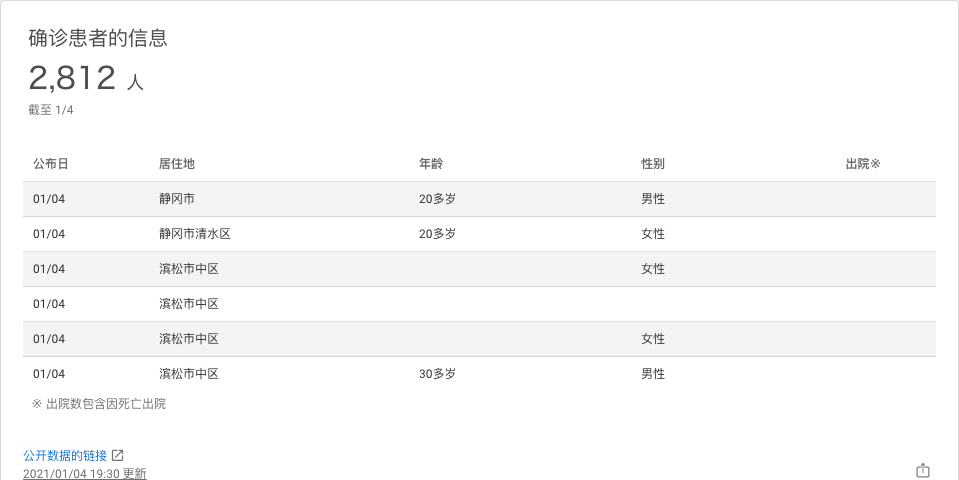 确诊患者的信息
2,812 人
截至 1/4
公布日 居住地 年龄 性别 出院※
01/04 静冈市 20多岁 男性
01/04 静冈市清水区 20多岁 女性
01/04 滨松市中区 女性
01/04 滨松市中区
01/04 滨松市中区 女性
01/04 滨松市中区 30多岁 男性
※ 出院数包含因死亡出院
公开数据的链接
2021/01/04 19:30 更新